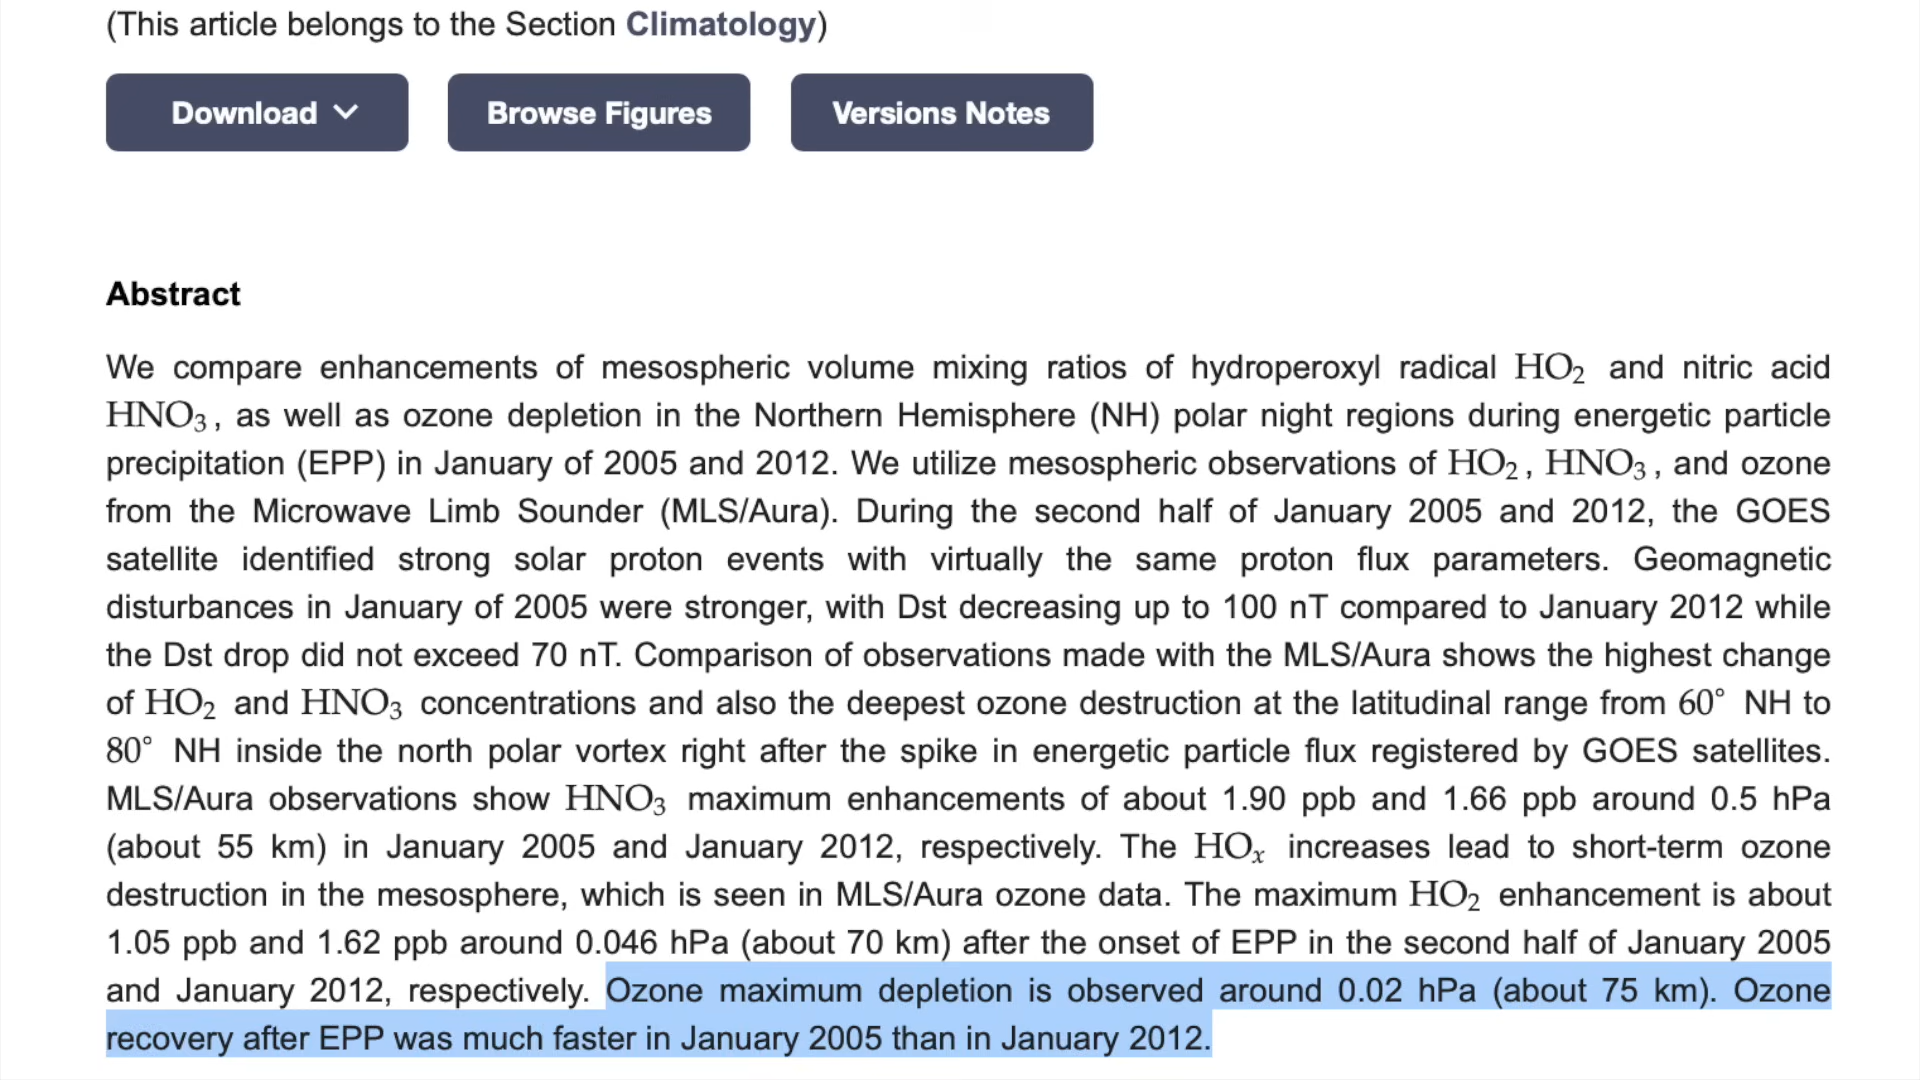 (This article belongs to the Section Climatology)
Download
Browse Figures
Versions Notes
Abstract
We compare enhancements of mesospheric volume mixing ratios of hydroperoxyl radical HO₂ and nitric acid
HNO₃, as well as ozone depletion in the Northern Hemisphere (NH) polar night regions during energetic particle
precipitation (EPP) in January of 2005 and 2012. We utilize mesospheric observations of HO₂, HNO₃, and ozone
from the Microwave Limb Sounder (MLS/Aura). During the second half of January 2005 and 2012, the GOES
satellite identified strong solar proton events with virtually the same proton flux parameters. Geomagnetic
disturbances in January of 2005 were stronger, with Dst decreasing up to 100 nT compared to January 2012 while
the Dst drop did not exceed 70 nT. Comparison of observations made with the MLS/Aura shows the highest change
of HO₂ and HNO₃ concentrations and also the deepest ozone destruction at the latitudinal range from 60° NH to
80° NH inside the north polar vortex right after the spike in energetic particle flux registered by GOES satellites.
MLS/Aura observations show HNO₃ maximum enhancements of about 1.90 ppb and 1.66 ppb around 0.5 hPa
(about 55 km) in January 2005 and January 2012, respectively. The HOₓ increases lead to short-term ozone
destruction in the mesosphere, which is seen in MLS/Aura ozone data. The maximum HO₂ enhancement is about
1.05 ppb and 1.62 ppb around 0.046 hPa (about 70 km) after the onset of EPP in the second half of January 2005
and January 2012, respectively. Ozone maximum depletion is observed around 0.02 hPa (about 75 km). Ozone
recovery after EPP was much faster in January 2005 than in January 2012.